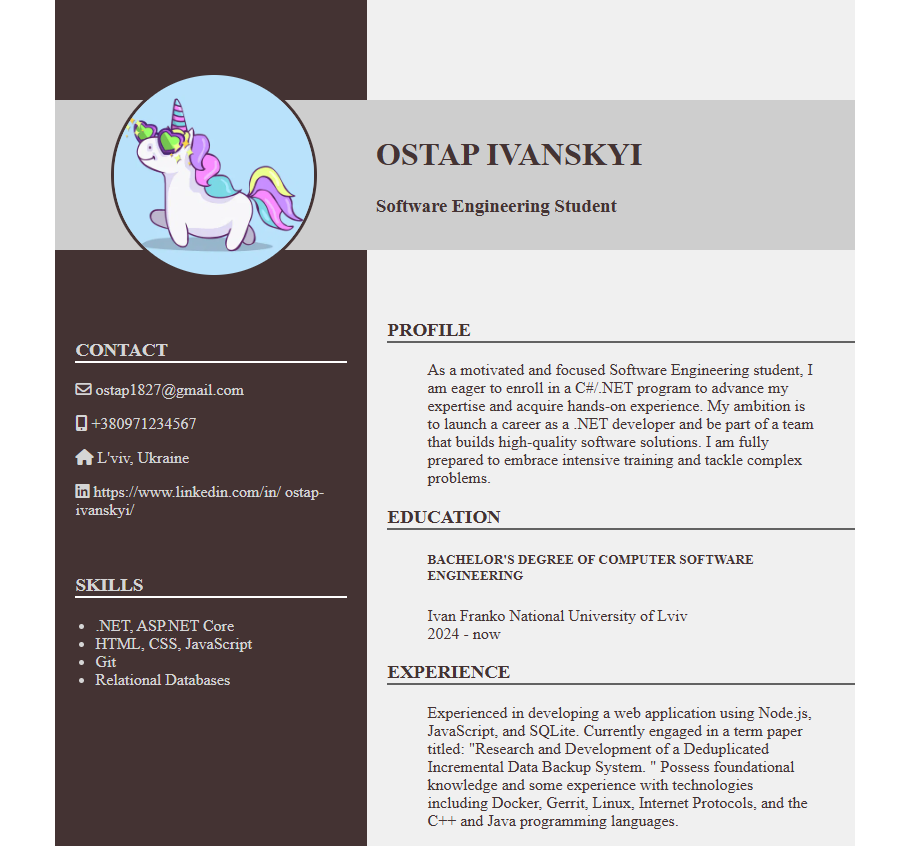 OSTAP IVANSKYI
Software Engineering Student
CONTACT
ostap1827@gmail.com
+380971234567
L'viv, Ukraine
https://www.linkedin.com/in/ ostap-
ivanskyi/
SKILLS
.NET, ASP.NET Core
HTML, CSS, JavaScript
Git
Relational Databases
PROFILE
As a motivated and focused Software Engineering student, I
am eager to enroll in a C#/.NET program to advance my
expertise and acquire hands-on experience. My ambition is
to launch a career as a .NET developer and be part of a team
that builds high-quality software solutions. I am fully
prepared to embrace intensive training and tackle complex
problems.
EDUCATION
BACHELOR'S DEGREE OF COMPUTER SOFTWARE
ENGINEERING
Ivan Franko National University of Lviv
2024 - now
EXPERIENCE
Experienced in developing a web application using Node.js,
JavaScript, and SQLite. Currently engaged in a term paper
titled: "Research and Development of a Deduplicated
Incremental Data Backup System. " Possess foundational
knowledge and some experience with technologies
including Docker, Gerrit, Linux, Internet Protocols, and the
C++ and Java programming languages.